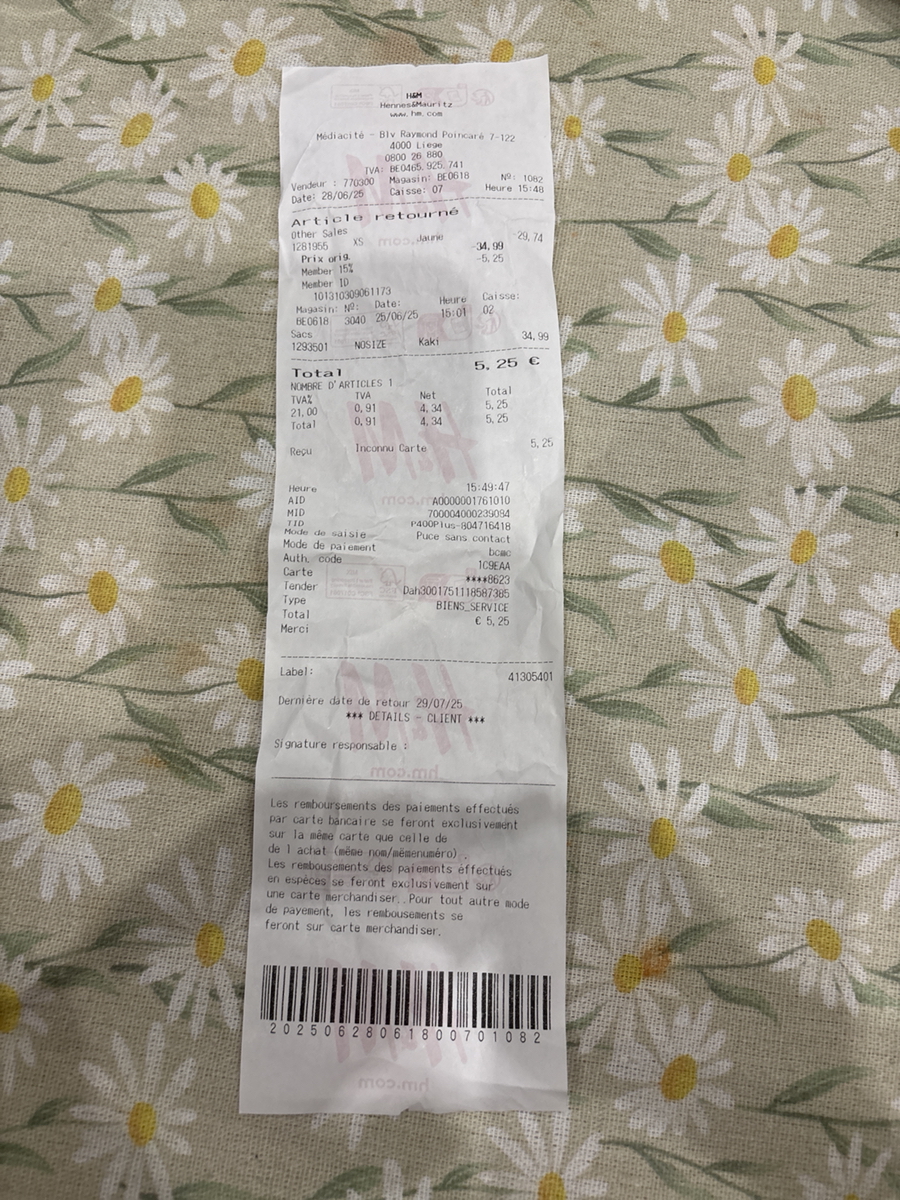 H&M
Hennes&Mauritz
www.hm.com
Médiacité - Blv Raymond Poincaré 7-122
4000 Liege
0800 26 880
TVA: BE0465.925.741
Vendeur : 770300 Magasin: BE0618 Nº: 1082
Date: 28/06/25 Caisse: 07 Heure 15:48
Article retourné
Other Sales
1281955 XS Jaune -29,74
Prix orig. -34,99
Member 15% -5,25
Member ID
101310309061173
Magasin: Nº: Date: Heure Caisse:
BE0618 3040 25/06/25 15:01 02
Sacs
1293501 NOSIZE Kaki 34,99
Total 5,25 €
NOMBRE D'ARTICLES 1
TVA% TVA Net Total
21,00 0,91 4,34 5,25
Total 0,91 4,34 5,25
Reçu Inconnu Carte 5,25
Heure 15:49:47
AID A0000001761010
MID 700004000239084
TID P400Plus-804716418
Mode de saisie Puce sans contact
Mode de paiement bcmc
Auth. code 1C9EAA
Carte ****8623
Tender Dah3001751118587385
Type BIENS_SERVICE
Total € 5,25
Merci
Label: 41305401
Dernière date de retour 29/07/25
*** DETAILS - CLIENT ***
Signature responsable :
hm.com
Les remboursements des paiements effectués
par carte bancaire se feront exclusivement
sur la même carte que celle de
de l achat (même nom/mêmenuméro) .
Les rembousements des paiements effectués
en espèces se feront exclusivement sur
une carte merchandiser..Pour tout autre mode
de payement, les rembousements se
feront sur carte merchandiser.
20250628061800701082
hm.com